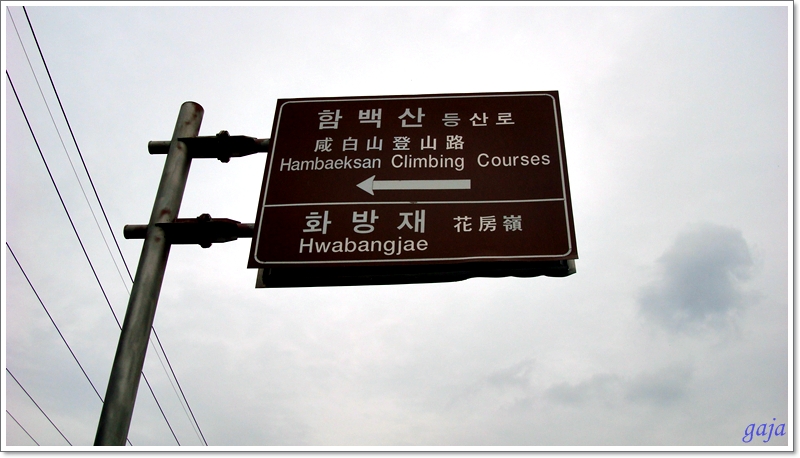 함백산 등산로
咸白山登山路
Hambaeksan Climbing Courses
화방재 花房嶺
Hwabangjae
gaja